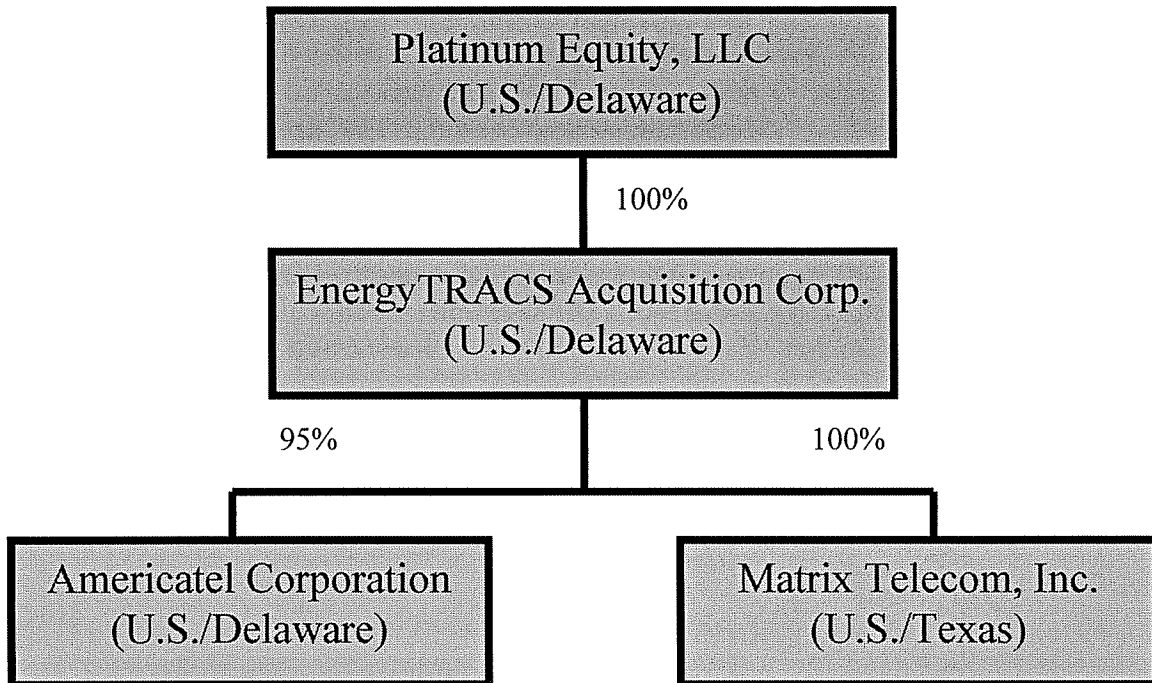 Platinum Equity, LLC
(U.S./Delaware)
100%
EnergyTRACS Acquisition Corp.
(U.S./Delaware)
95%
100%
Americatel Corporation
(U.S./Delaware)
Matrix Telecom, Inc.
(U.S./Texas)